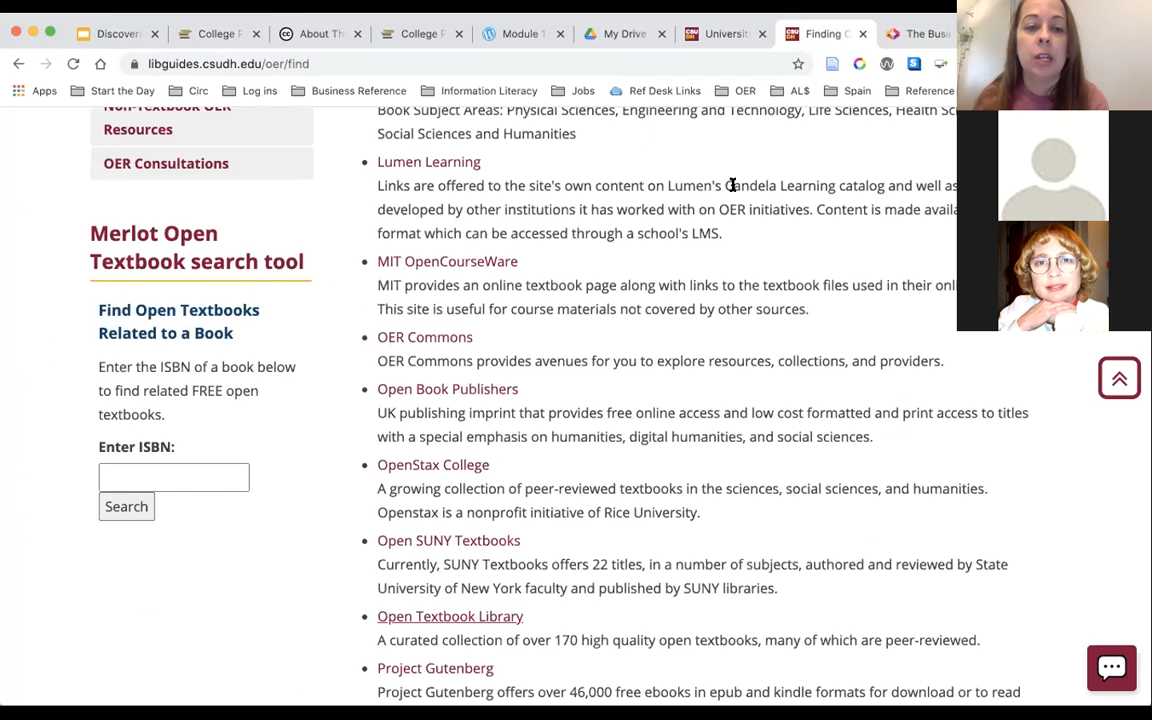 Discoveri
College P
About Th
College P
Module 1
My Drive
Universit
Finding O
The Busi
libguides.csudh.edu/oer/find
Apps
Start the Day
Circ
Log ins
Business Reference
Information Literacy
Jobs
Ref Desk Links
OER
AL$
Spain
Reference
Non-Textbook OER
Resources
OER Consultations
Merlot Open
Textbook search tool
Find Open Textbooks
Related to a Book
Enter the ISBN of a book below
to find related FREE open
textbooks.
Enter ISBN:
Search
Book Subject Areas: Physical Sciences, Engineering and Technology, Life Sciences, Health Sc
Social Sciences and Humanities
Lumen Learning
Links are offered to the site's own content on Lumen's Candela Learning catalog and well as
developed by other institutions it has worked with on OER initiatives. Content is made availa
format which can be accessed through a school's LMS.
MIT OpenCourseWare
MIT provides an online textbook page along with links to the textbook files used in their onl
This site is useful for course materials not covered by other sources.
OER Commons
OER Commons provides avenues for you to explore resources, collections, and providers.
Open Book Publishers
UK publishing imprint that provides free online access and low cost formatted and print access to titles
with a special emphasis on humanities, digital humanities, and social sciences.
OpenStax College
A growing collection of peer-reviewed textbooks in the sciences, social sciences, and humanities.
Openstax is a nonprofit initiative of Rice University.
Open SUNY Textbooks
Currently, SUNY Textbooks offers 22 titles, in a number of subjects, authored and reviewed by State
University of New York faculty and published by SUNY libraries.
Open Textbook Library
A curated collection of over 170 high quality open textbooks, many of which are peer-reviewed.
Project Gutenberg
Project Gutenberg offers over 46,000 free ebooks in epub and kindle formats for download or to read